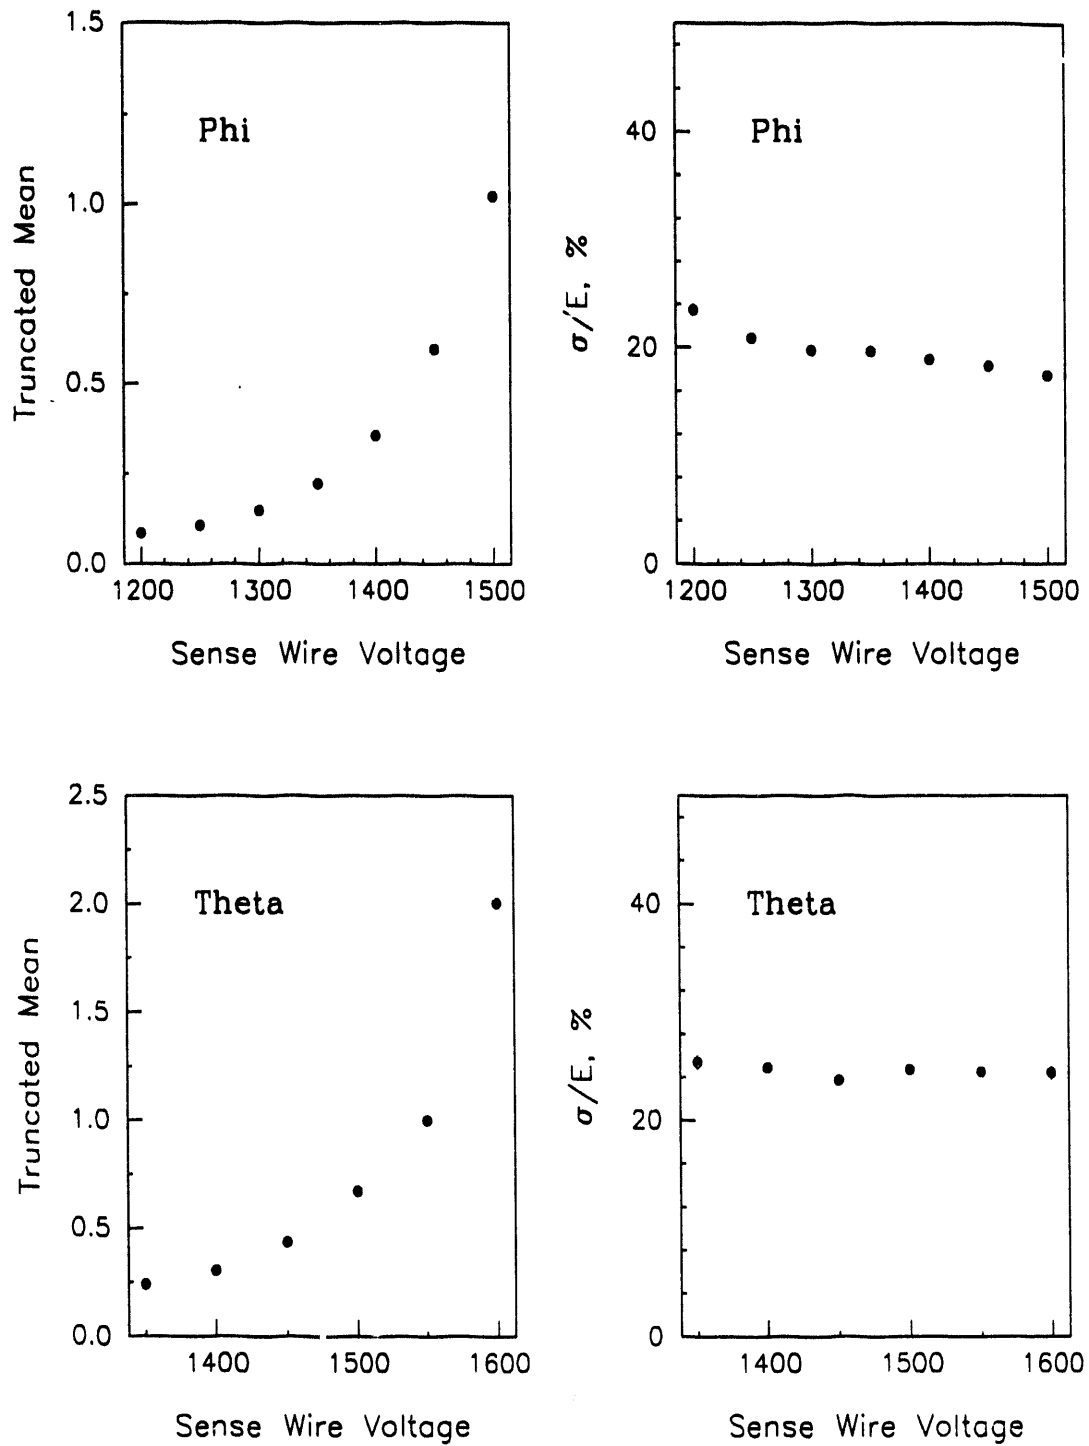 1.5
Phi
1.0
0.5
0.0
Truncated Mean
1200 1300 1400 1500
Sense Wire Voltage
Phi
40
20
0
σ/E, %
1200 1300 1400 1500
Sense Wire Voltage
2.5
Theta
2.0
1.5
1.0
0.5
0.0
Truncated Mean
1400 1500 1600
Sense Wire Voltage
Theta
40
20
0
σ/E, %
1400 1500 1600
Sense Wire Voltage